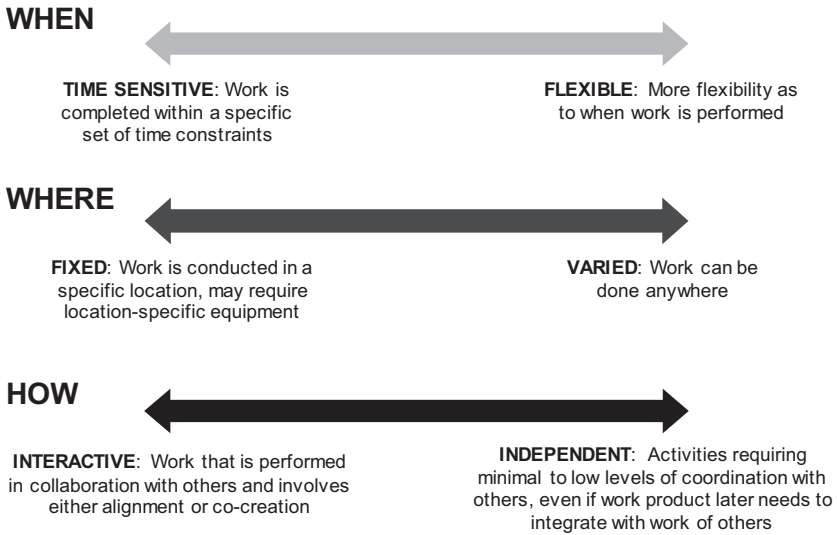 WHEN
TIME SENSITIVE: Work is
completed within a specific
set of time constraints
FLEXIBLE: More flexibility as
to when work is performed
WHERE
FIXED: Work is conducted in a
specific location, may require
location-specific equipment
VARIED: Work can be
done anywhere
HOW
INTERACTIVE: Work that is performed
in collaboration with others and involves
either alignment or co-creation
INDEPENDENT: Activities requiring
minimal to low levels of coordination with
others, even if work product later needs to
integrate with work of others